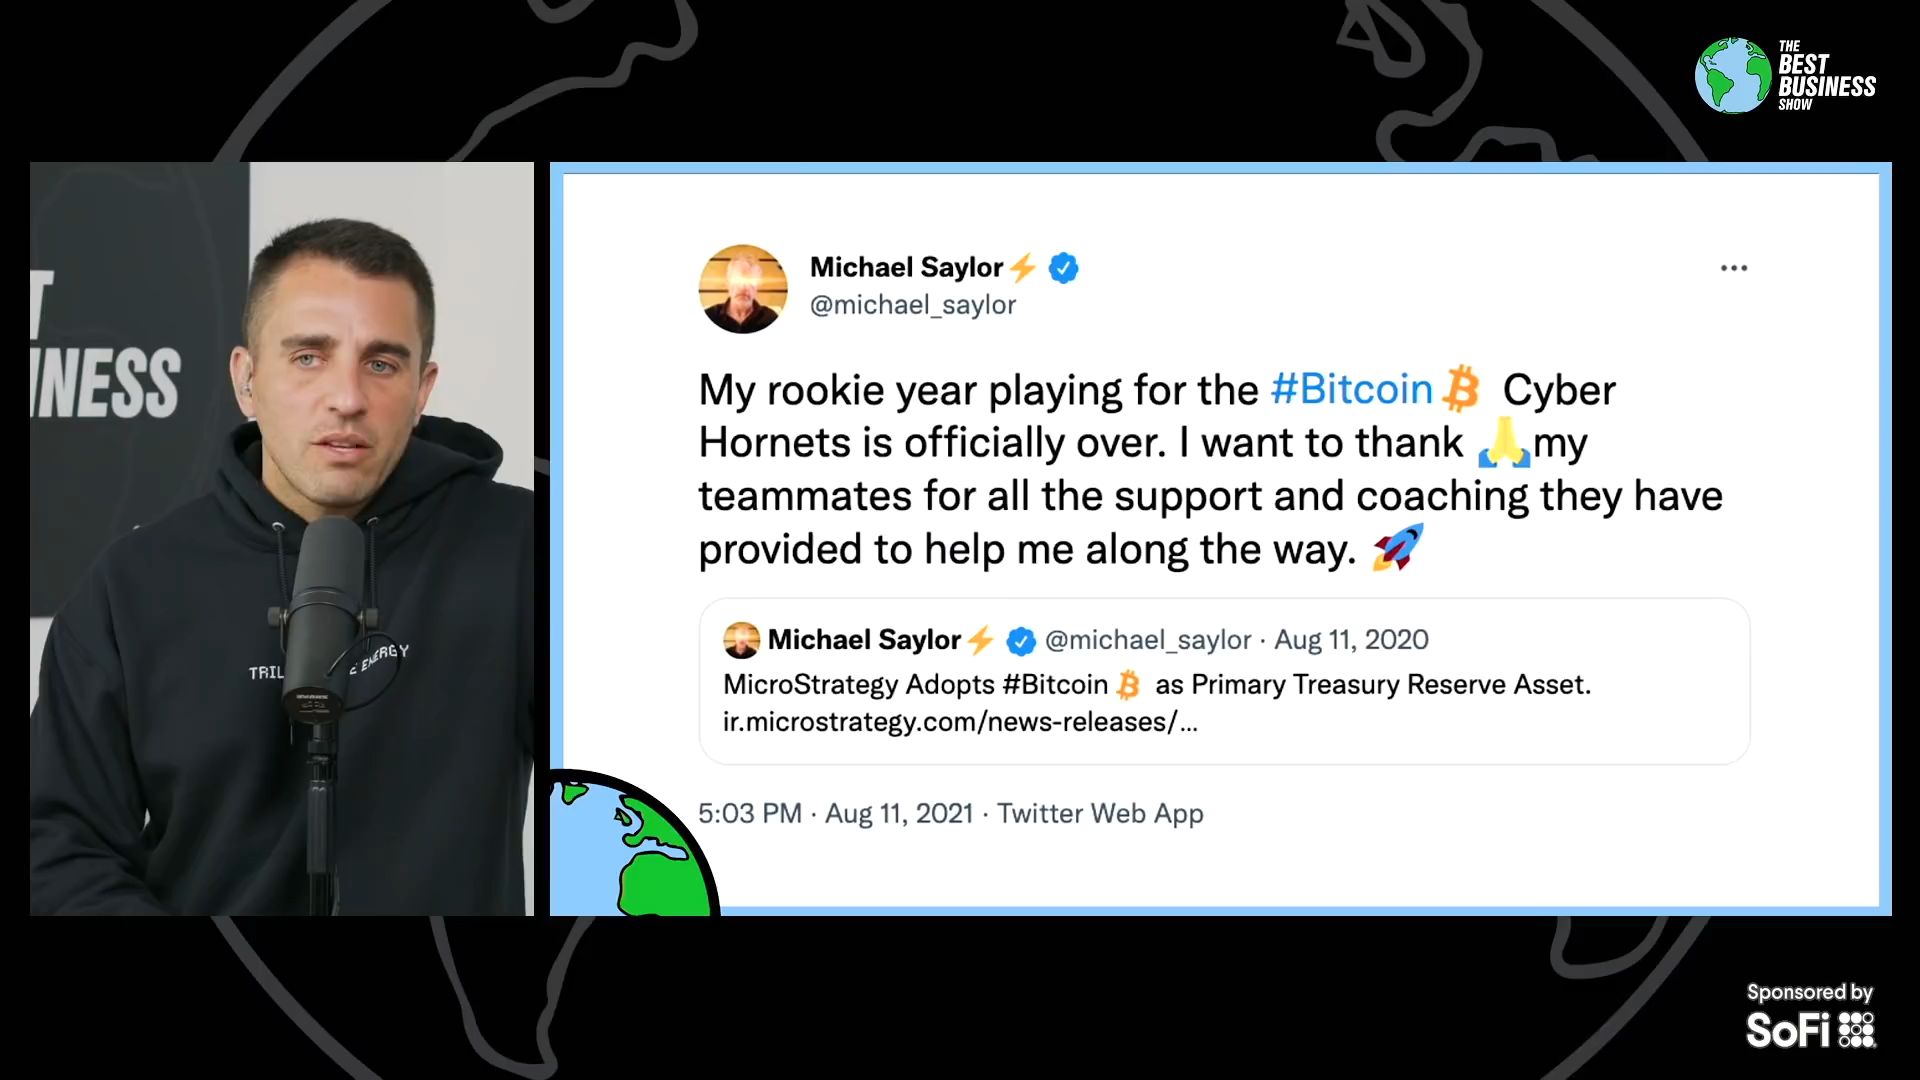 THE
BEST
BUSINESS
SHOW
INESS
Michael Saylor⚡
@michael_saylor
My rookie year playing for the #Bitcoin Cyber
Hornets is officially over. I want to thank 🙏my
teammates for all the support and coaching they have
provided to help me along the way. 🚀
Michael Saylor⚡ @michael_saylor · Aug 11, 2020
MicroStrategy Adopts #Bitcoin as Primary Treasury Reserve Asset.
ir.microstrategy.com/news-releases/...
5:03 PM · Aug 11, 2021 · Twitter Web App
Sponsored by
SoFi